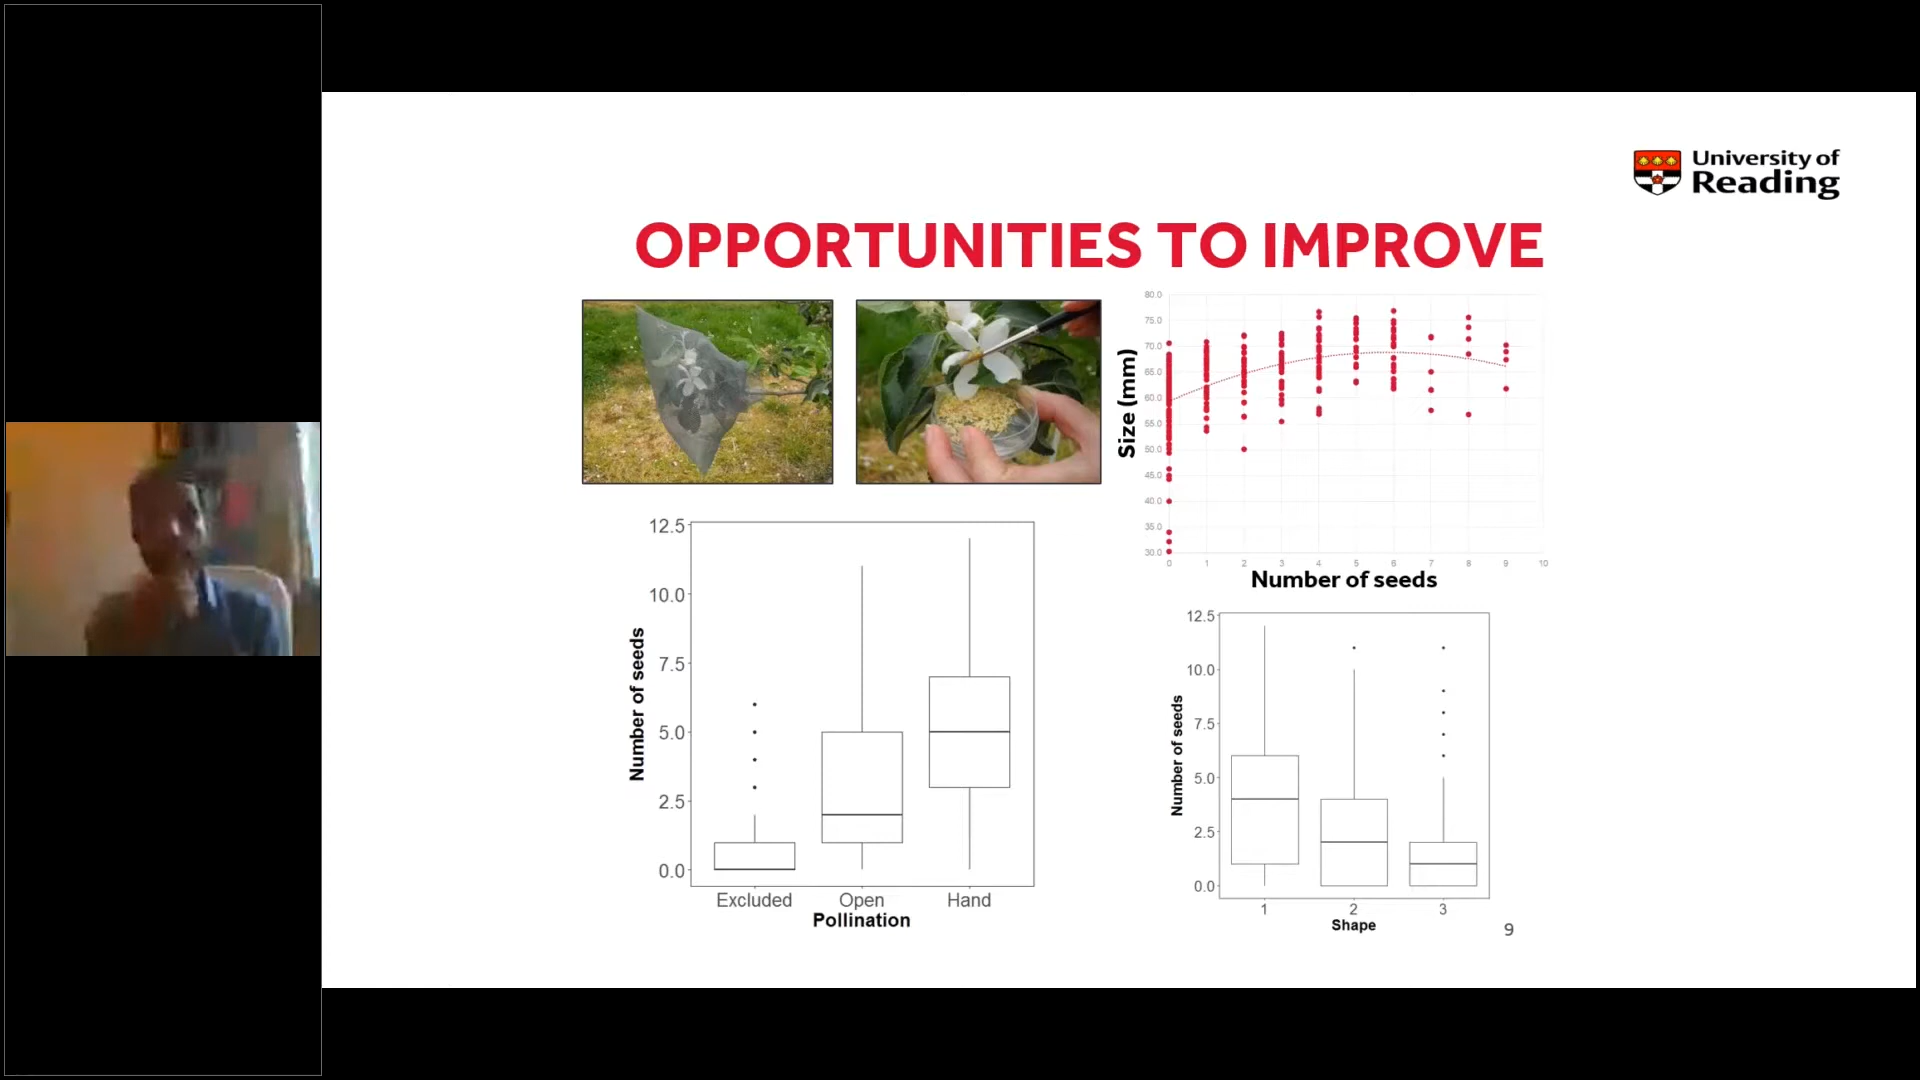 University of
Reading
OPPORTUNITIES TO IMPROVE
80.0
75.0
70.0
65.0
60.0
55.0
50.0
45.0
40.0
35.0
30.0
Size (mm)
0 1 2 3 4 5 6 7 8 9 10
Number of seeds
12.5
10.0
7.5
5.0
2.5
0.0
Number of seeds
Excluded Open Hand
Pollination
12.5
10.0
7.5
5.0
2.5
0.0
Number of seeds
1 2 3
Shape
9